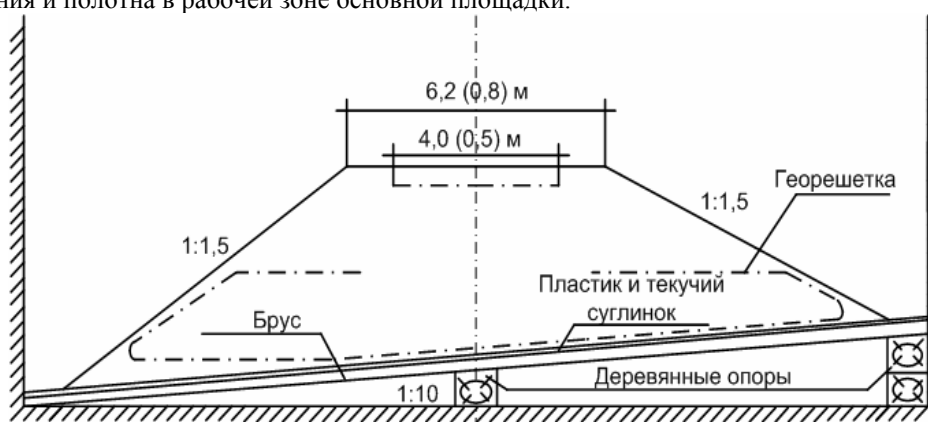 ния и полотна в рабочей зоне основной площадки.
6,2 (0,8) м
4,0 (0,5) м
Георешетка
1:1,5
1:1,5
Пластик и текучий
суглинок
Брус
Деревянные опоры
1:10